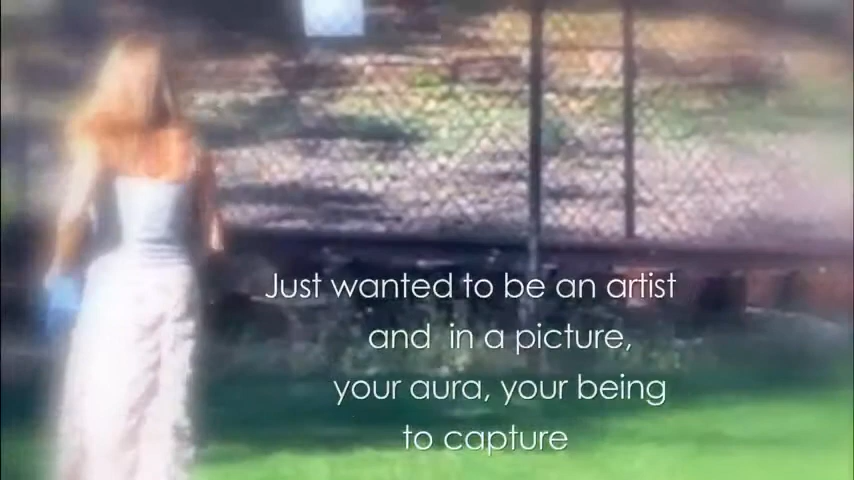 Just wanted to be an artist
and in a picture,
your aura, your being
to capture